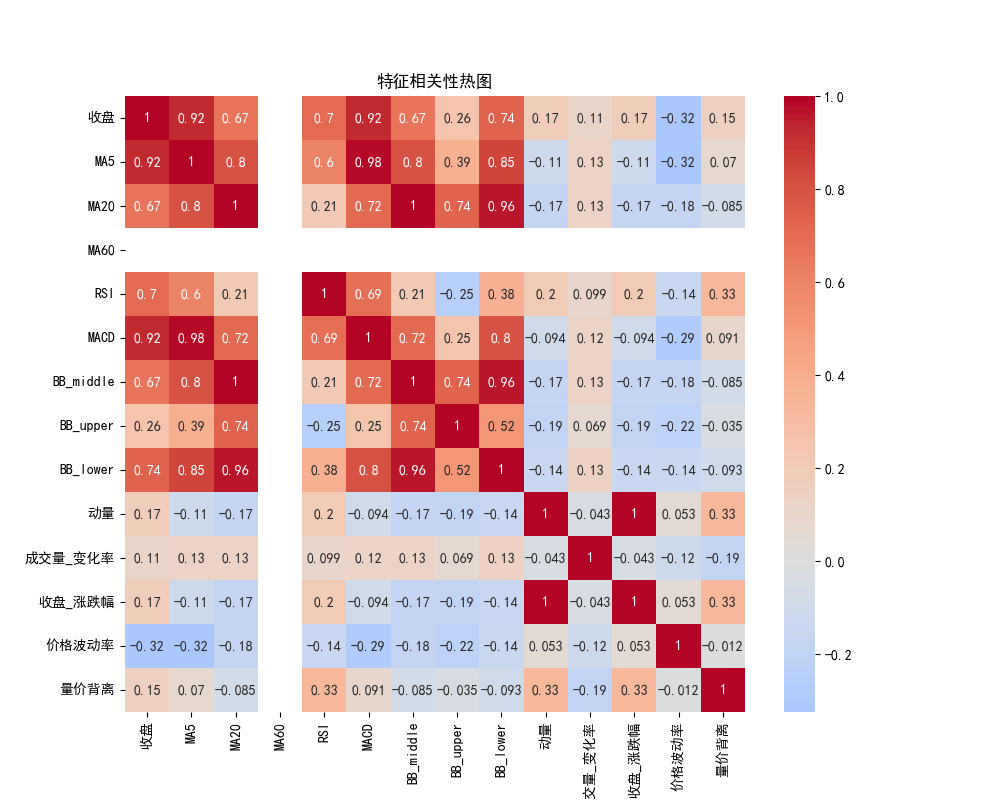 特征相关性热图
收盘 1 0.92 0.67 0.7 0.92 0.67 0.26 0.74 0.17 0.11 0.17 -0.32 0.15
MA5 0.92 1 0.8 0.6 0.98 0.8 0.39 0.85 -0.11 0.13 -0.11 -0.32 0.07
MA20 0.67 0.8 1 0.21 0.72 1 0.74 0.96 -0.17 0.13 -0.17 -0.18 -0.085
MA60
RSI 0.7 0.6 0.21 1 0.69 0.21 -0.25 0.38 0.2 0.099 0.2 -0.14 0.33
MACD 0.92 0.98 0.72 0.69 1 0.72 0.25 0.8 -0.094 0.12 -0.094 -0.29 0.091
BB_middle 0.67 0.8 1 0.21 0.72 1 0.74 0.96 -0.17 0.13 -0.17 -0.18 -0.085
BB_upper 0.26 0.39 0.74 -0.25 0.25 0.74 1 0.52 -0.19 0.069 -0.19 -0.22 -0.035
BB_lower 0.74 0.85 0.96 0.38 0.8 0.96 0.52 1 -0.14 0.13 -0.14 -0.14 -0.093
动量 0.17 -0.11 -0.17 0.2 -0.094 -0.17 -0.19 -0.14 1 -0.043 1 0.053 0.33
成交量_变化率 0.11 0.13 0.13 0.099 0.12 0.13 0.069 0.13 -0.043 1 -0.043 -0.12 -0.19
收盘_涨跌幅 0.17 -0.11 -0.17 0.2 -0.094 -0.17 -0.19 -0.14 1 -0.043 1 0.053 0.33
价格波动率 -0.32 -0.32 -0.18 -0.14 -0.29 -0.18 -0.22 -0.14 0.053 -0.12 0.053 1 -0.012
量价背离 0.15 0.07 -0.085 0.33 0.091 -0.085 -0.035 -0.093 0.33 -0.19 0.33 -0.012 1
收盘 MA5 MA20 MA60 RSI MACD BB_middle BB_upper BB_lower 动量 交量_变化率 收盘_涨跌幅 价格波动率 量价背离
1.0
0.8
0.6
0.4
0.2
0.0
-0.2